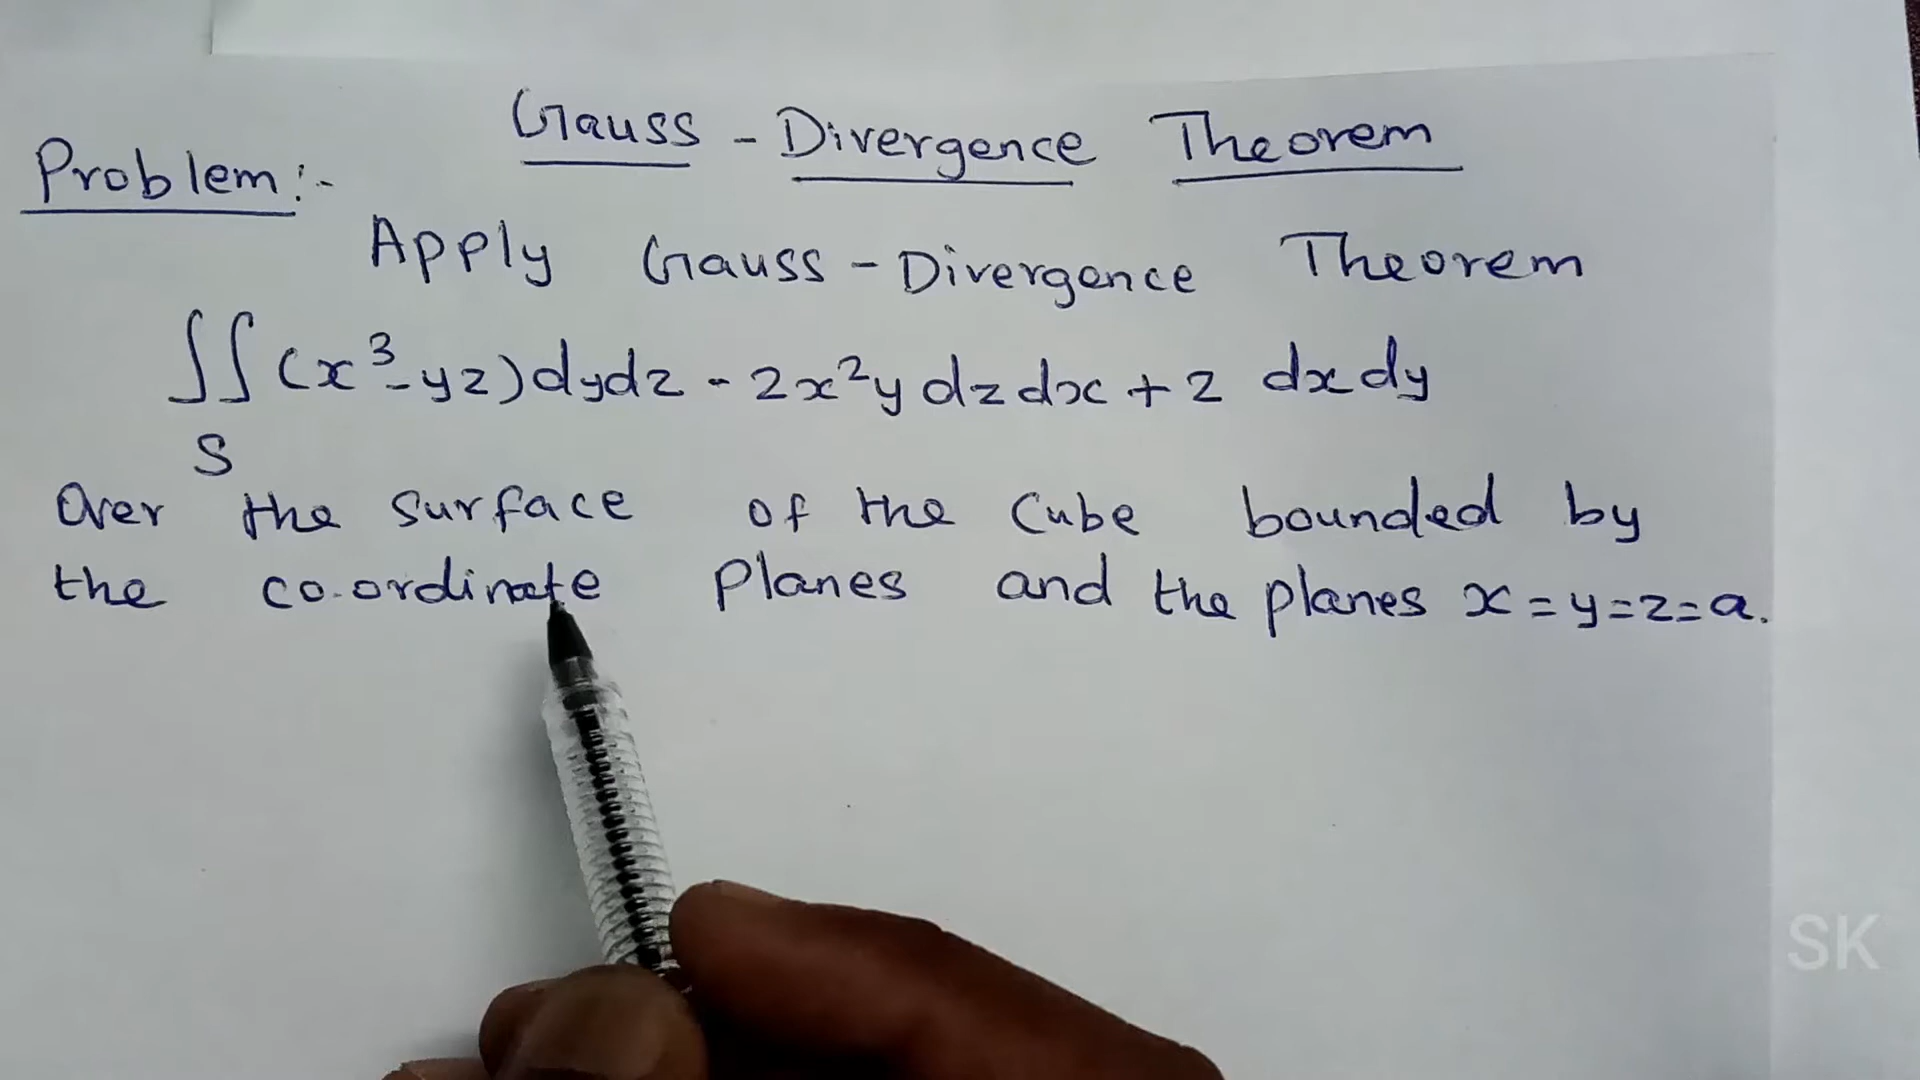 Gauss - Divergence Theorem
Problem:-
Apply Gauss - Divergence Theorem
∬ (x³-yz)dydz - 2x²y dzdx + z dxdy
S
Over the surface of the Cube bounded by
the co-ordinate planes and the planes x=y=z=a.
SK